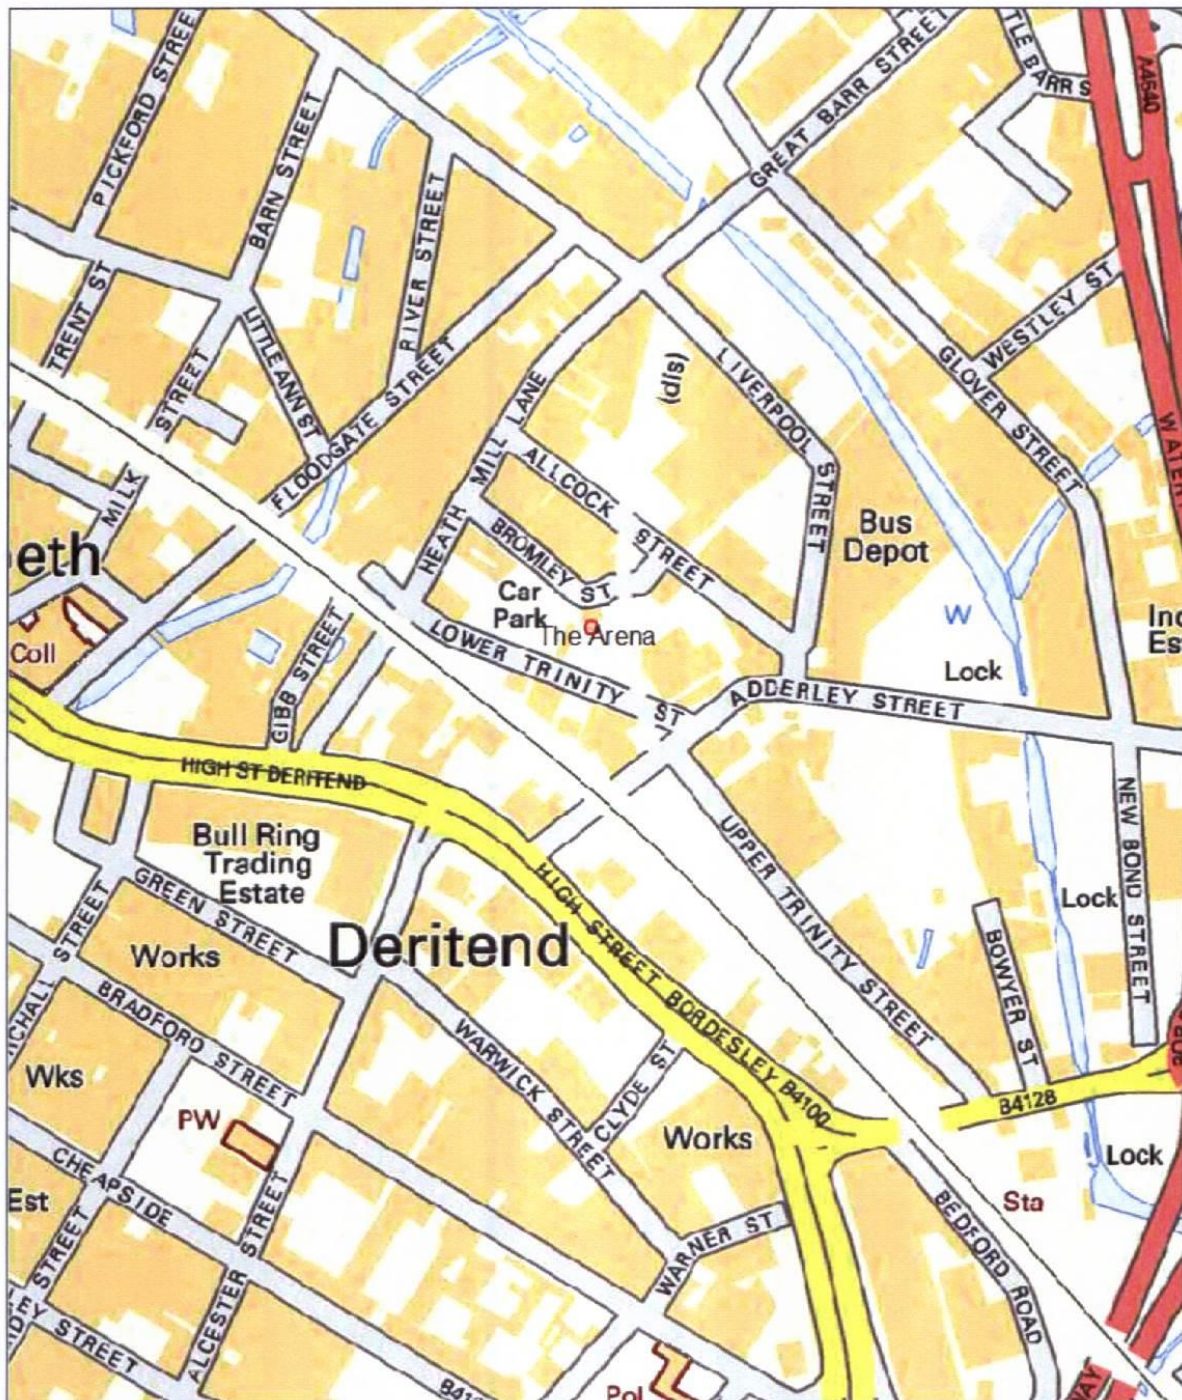 PICKFORD STREET
BARN STREET
TRENT ST
LITTLE ANN ST
RIVER STREET
FLOODGATE STREET
MILK
STREET
GREAT BARR STREET
BARR S
A4540
WESTLEY ST
GLOVER STREET
LIVERPOOL STREET
(dis)
HEATH MILL LANE
ALLCOCK STREET
BROMLEY ST
Car
Park
The Arena
Bus
Depot
W
Lock
eth
Coll
GIBB STREET
LOWER TRINITY ST
ADDERLEY STREET
HIGH ST DERITEND
Bull Ring
Trading
Estate
GREEN STREET
Deritend
HIGH STREET BORDESLEY B4100
UPPER TRINITY STREET
NEW BOND STREET
Lock
BOWYER ST
B4128
STREET
Works
BRADFORD STREET
WARWICK STREET
CLYDE ST
Wks
PW
Works
Lock
Sta
CHEAPSIDE
Est
STREET
ALCESTER STREET
WARNER ST
BEDFORD ROAD
STREET
Pol